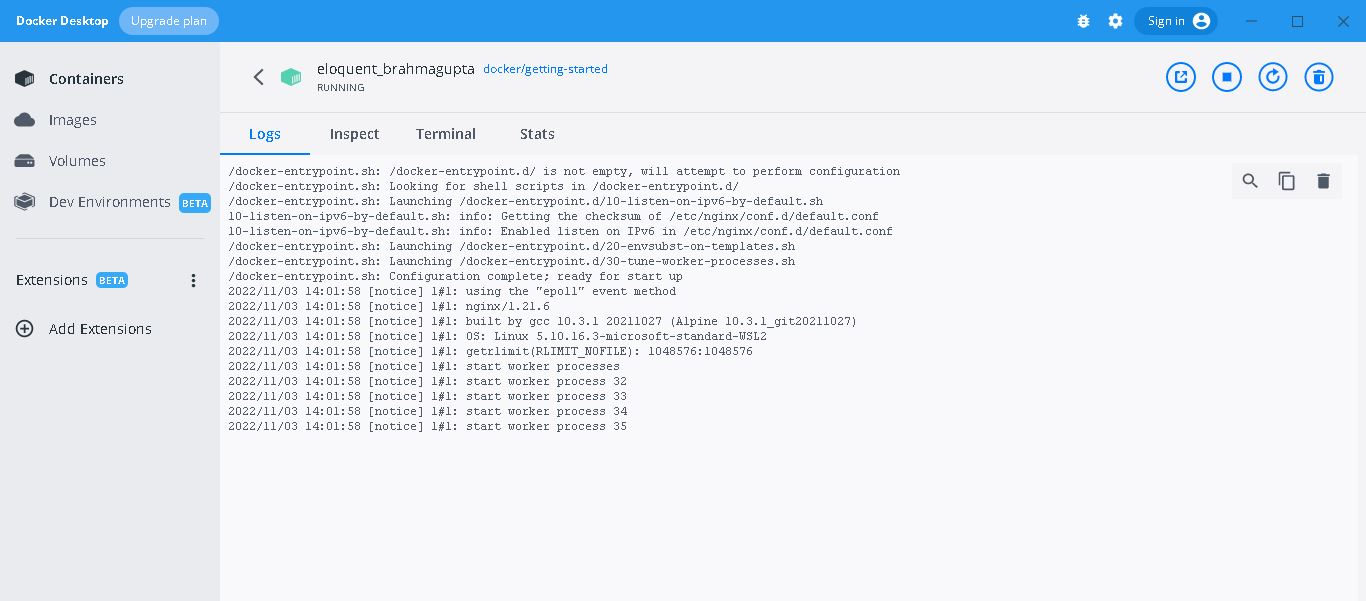 Docker Desktop Upgrade plan Sign in
Containers
Images
Volumes
Dev Environments BETA
Extensions BETA
Add Extensions
eloquent_brahmagupta docker/getting-started
RUNNING
Logs Inspect Terminal Stats
/docker-entrypoint.sh: /docker-entrypoint.d/ is not empty, will attempt to perform configuration
/docker-entrypoint.sh: Looking for shell scripts in /docker-entrypoint.d/
/docker-entrypoint.sh: Launching /docker-entrypoint.d/10-listen-on-ipv6-by-default.sh
10-listen-on-ipv6-by-default.sh: info: Getting the checksum of /etc/nginx/conf.d/default.conf
10-listen-on-ipv6-by-default.sh: info: Enabled listen on IPv6 in /etc/nginx/conf.d/default.conf
/docker-entrypoint.sh: Launching /docker-entrypoint.d/20-envsubst-on-templates.sh
/docker-entrypoint.sh: Launching /docker-entrypoint.d/30-tune-worker-processes.sh
/docker-entrypoint.sh: Configuration complete; ready for start up
2022/11/03 14:01:58 [notice] 1#1: using the "epoll" event method
2022/11/03 14:01:58 [notice] 1#1: nginx/1.21.6
2022/11/03 14:01:58 [notice] 1#1: built by gcc 10.3.1 20211027 (Alpine 10.3.1_git20211027)
2022/11/03 14:01:58 [notice] 1#1: OS: Linux 5.10.16.3-microsoft-standard-WSL2
2022/11/03 14:01:58 [notice] 1#1: getrlimit(RLIMIT_NOFILE): 1048576:1048576
2022/11/03 14:01:58 [notice] 1#1: start worker processes
2022/11/03 14:01:58 [notice] 1#1: start worker process 32
2022/11/03 14:01:58 [notice] 1#1: start worker process 33
2022/11/03 14:01:58 [notice] 1#1: start worker process 34
2022/11/03 14:01:58 [notice] 1#1: start worker process 35